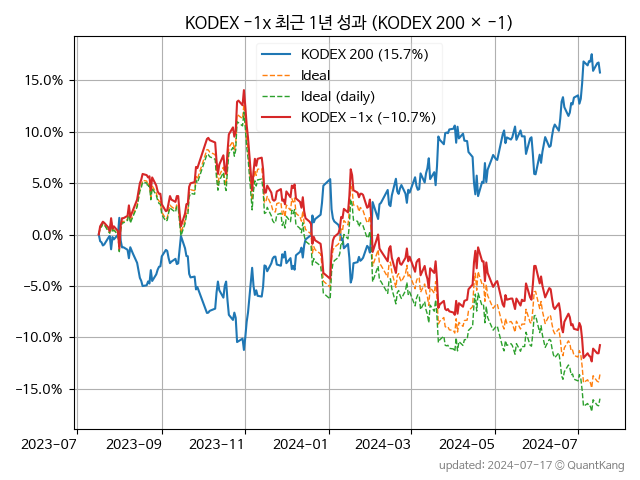 KODEX -1x 최근 1년 성과 (KODEX 200 × -1)
KODEX 200 (15.7%)
Ideal
Ideal (daily)
KODEX -1x (-10.7%)
15.0%
10.0%
5.0%
0.0%
-5.0%
-10.0%
-15.0%
2023-07 2023-09 2023-11 2024-01 2024-03 2024-05 2024-07
updated: 2024-07-17 © QuantKang